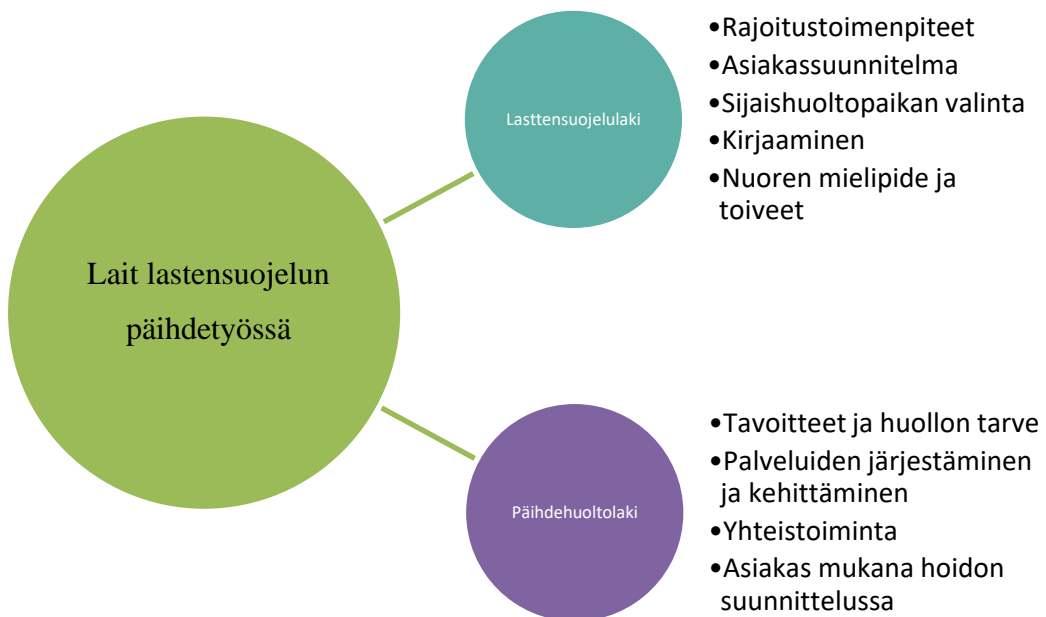 Lait lastensuojelun
päihdetyössä
Lasttensuojelulaki
•Rajoitustoimenpiteet
•Asiakassuunnitelma
•Sijaishuoltopaikan valinta
•Kirjaaminen
•Nuoren mielipide ja
toiveet
Päihdehuoltolaki
•Tavoitteet ja huollon tarve
•Palveluiden järjestäminen
ja kehittäminen
•Yhteistoiminta
•Asiakas mukana hoidon
suunnittelussa